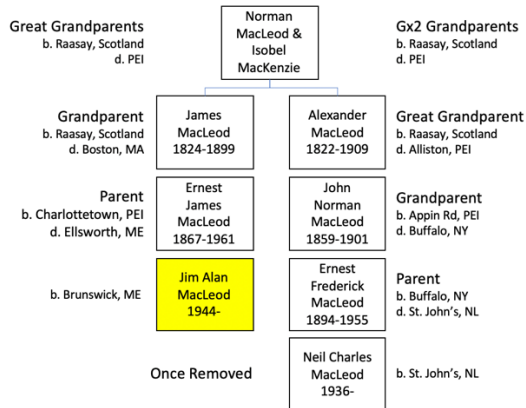 Great Grandparents
b. Raasay, Scotland
d. PEI
Norman
MacLeod &
Isobel
MacKenzie
Gx2 Grandparents
b. Raasay, Scotland
d. PEI
Grandparent
b. Raasay, Scotland
d. Boston, MA
James
MacLeod
1824-1899
Alexander
MacLeod
1822-1909
Great Grandparent
b. Raasay, Scotland
d. Alliston, PEI
Parent
b. Charlottetown, PEI
d. Ellsworth, ME
Ernest
James
MacLeod
1867-1961
John
Norman
MacLeod
1859-1901
Grandparent
b. Appin Rd, PEI
d. Buffalo, NY
b. Brunswick, ME
Jim Alan
MacLeod
1944-
Ernest
Frederick
MacLeod
1894-1955
Parent
b. Buffalo, NY
d. St. John’s, NL
Once Removed
Neil Charles
MacLeod
1936-
b. St. John’s, NL